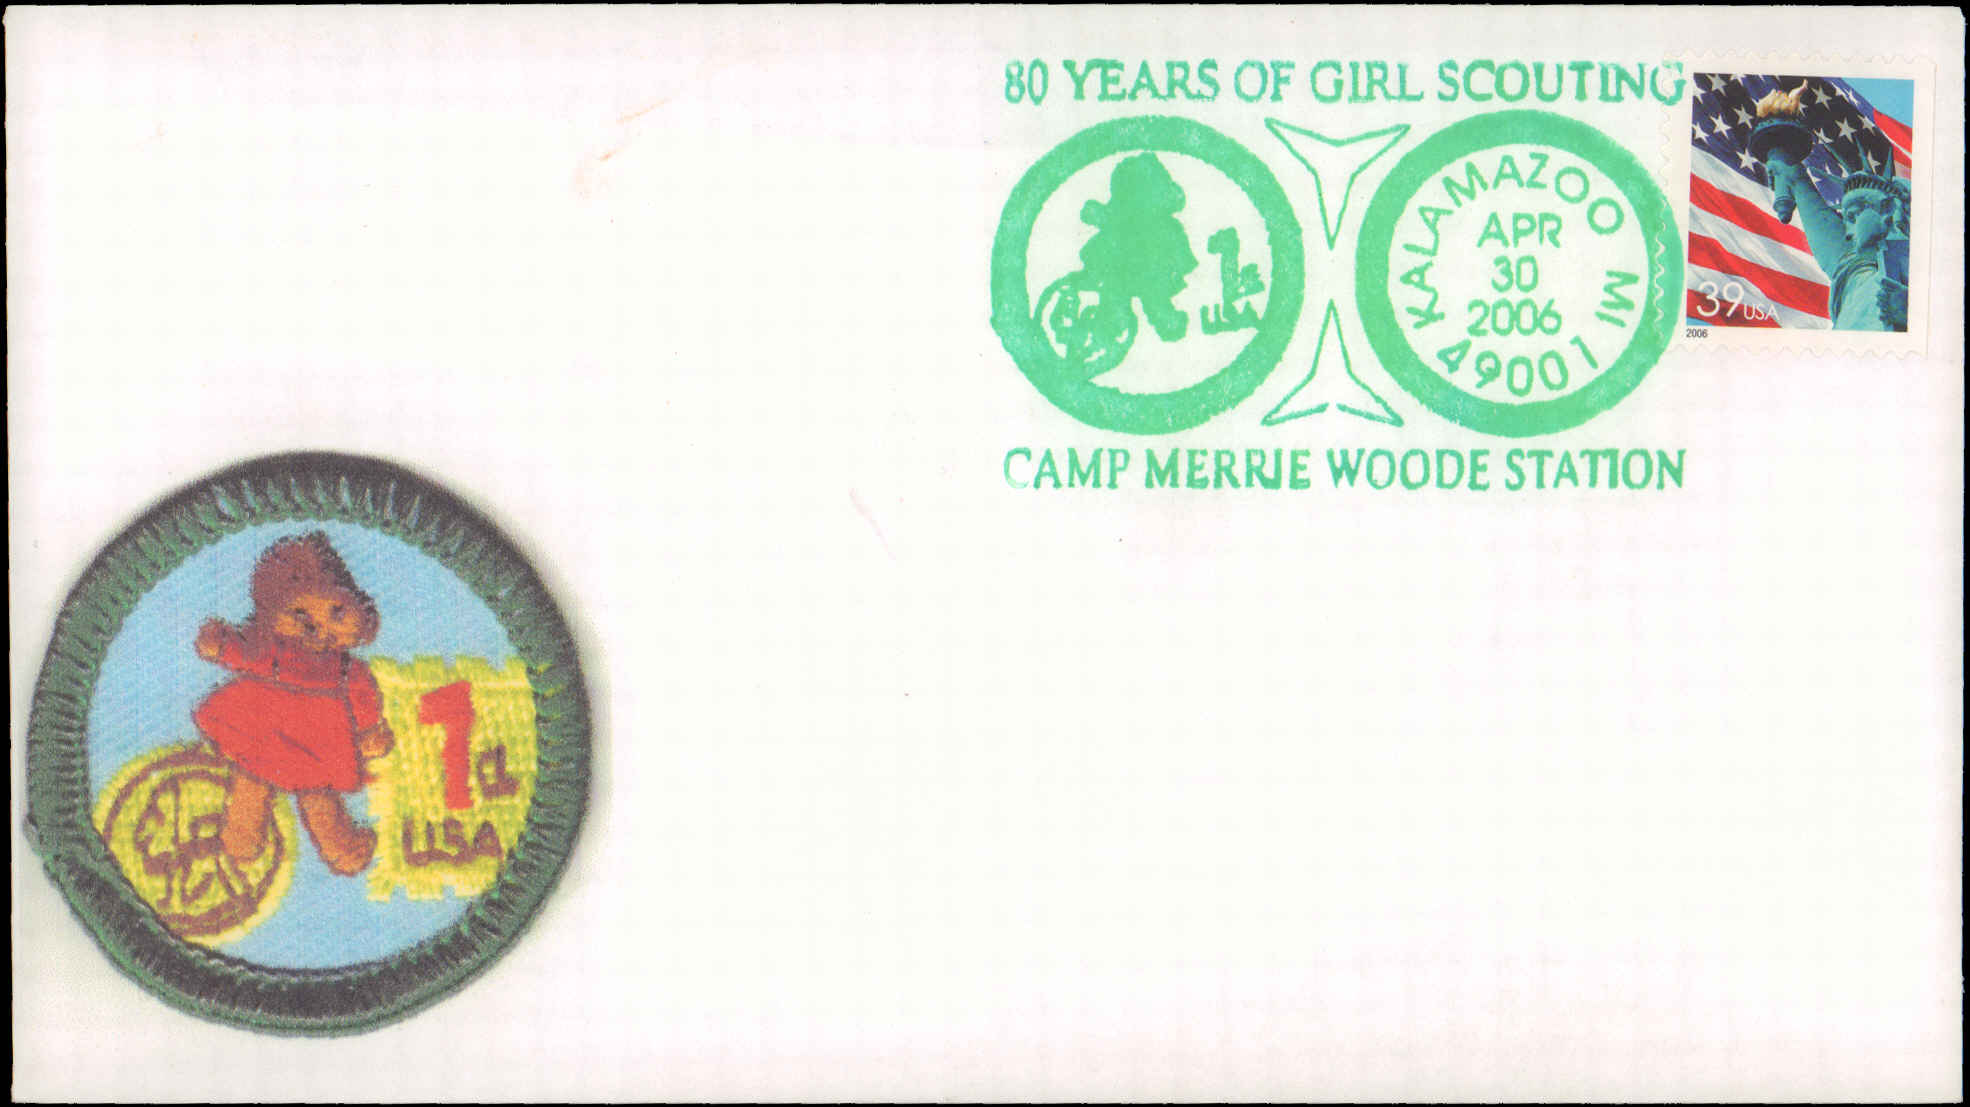 80 YEARS OF GIRL SCOUTING
1¢
USA
KALAMAZOO MI
APR
30
2006
49001
CAMP MERRIE WOODE STATION
39 USA
2006
1¢
USA